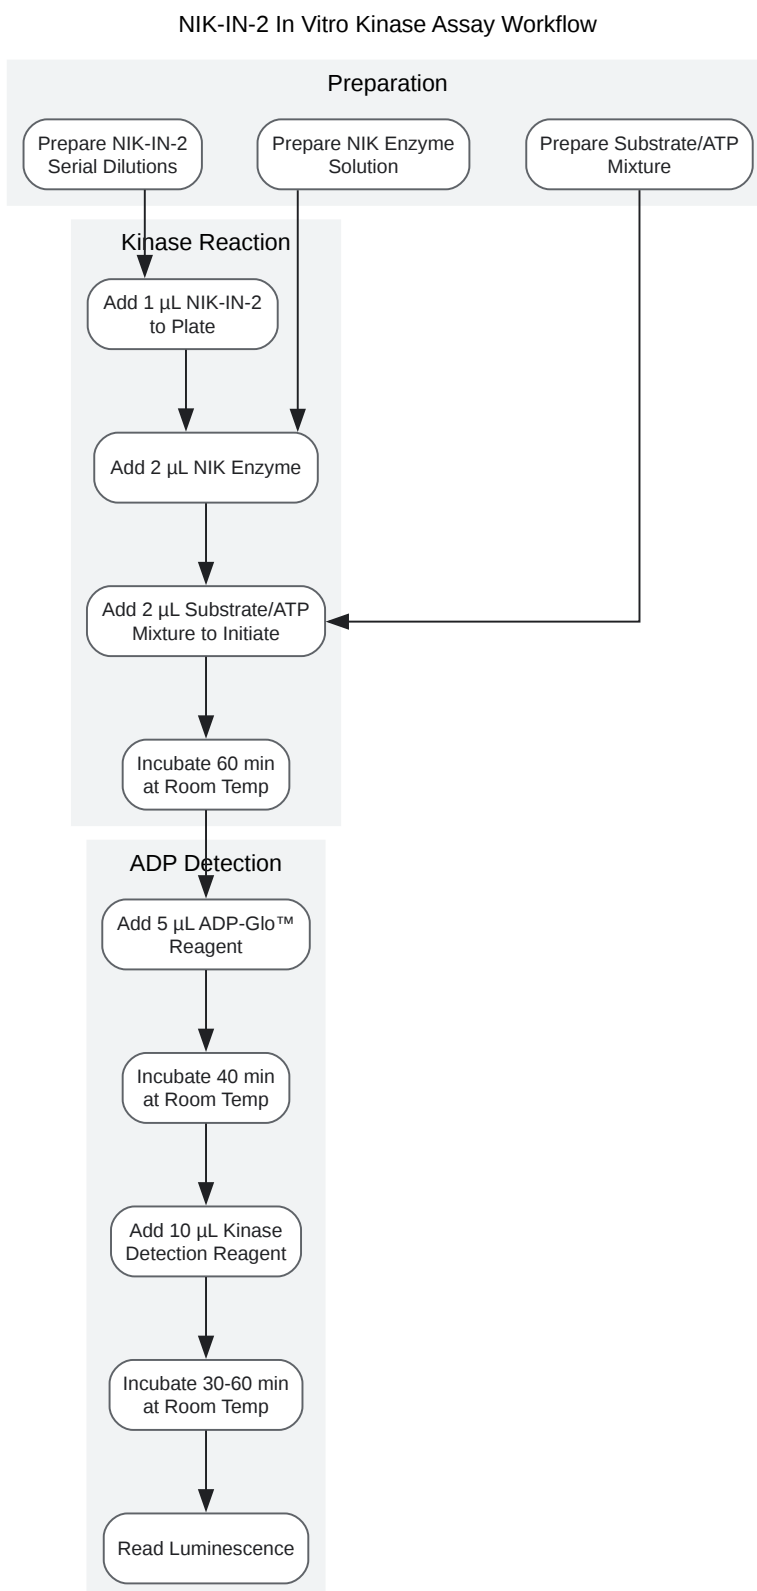 NIK-IN-2 In Vitro Kinase Assay Workflow
Preparation
Prepare NIK-IN-2
Serial Dilutions
Prepare NIK Enzyme
Solution
Prepare Substrate/ATP
Mixture
Kinase Reaction
Add 1 µL NIK-IN-2
to Plate
Add 2 µL NIK Enzyme
Add 2 µL Substrate/ATP
Mixture to Initiate
Incubate 60 min
at Room Temp
ADP Detection
Add 5 µL ADP-Glo™
Reagent
Incubate 40 min
at Room Temp
Add 10 µL Kinase
Detection Reagent
Incubate 30-60 min
at Room Temp
Read Luminescence